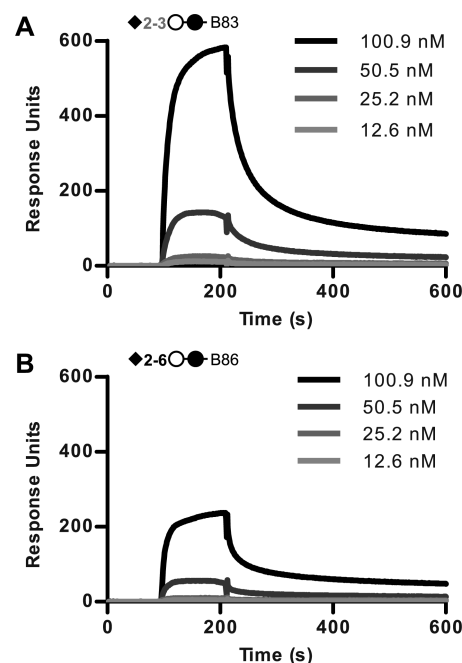 A
◆2-3○●B83
600
400
200
0
Response Units
100.9 nM
50.5 nM
25.2 nM
12.6 nM
0 200 400 600
Time (s)
B
◆2-6○●B86
600
400
200
0
Response Units
100.9 nM
50.5 nM
25.2 nM
12.6 nM
0 200 400 600
Time (s)